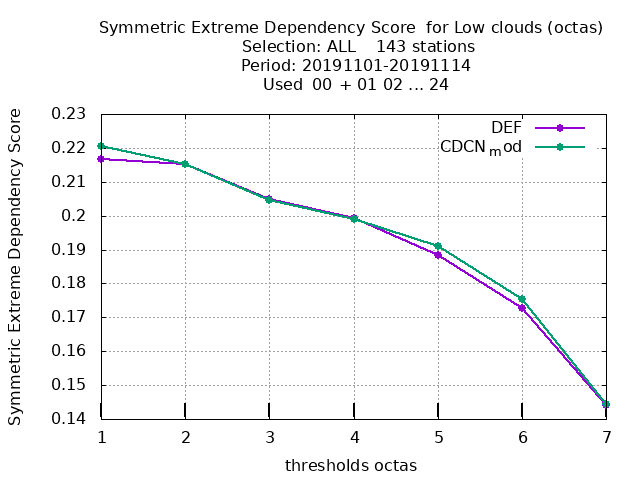 Symmetric Extreme Dependency Score for Low clouds (octas)
Selection: ALL 143 stations
Period: 20191101-20191114
Used 00 + 01 02 ... 24
Symmetric Extreme Dependency Score
0.23
0.22
0.21
0.2
0.19
0.18
0.17
0.16
0.15
0.14
DEF
CDCNmod
1 2 3 4 5 6 7
thresholds octas